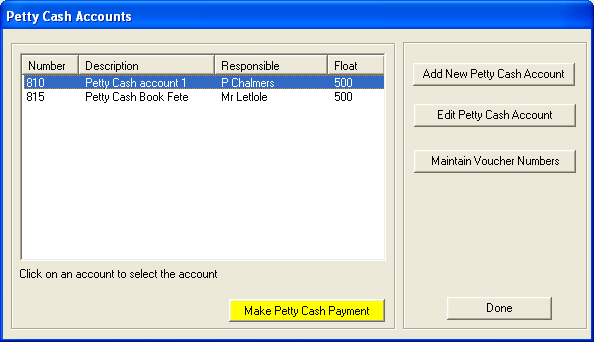 Petty Cash Accounts
Number Description Responsible Float
810 Petty Cash account 1 P Chalmers 500
815 Petty Cash Book Fete Mr Letlole 500
Click on an account to select the account
Make Petty Cash Payment
Add New Petty Cash Account
Edit Petty Cash Account
Maintain Voucher Numbers
Done